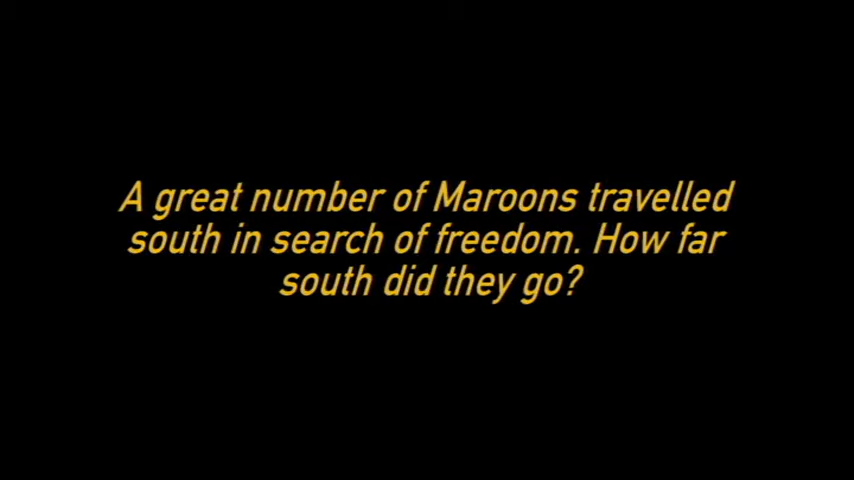 A great number of Maroons travelled
south in search of freedom. How far
south did they go?